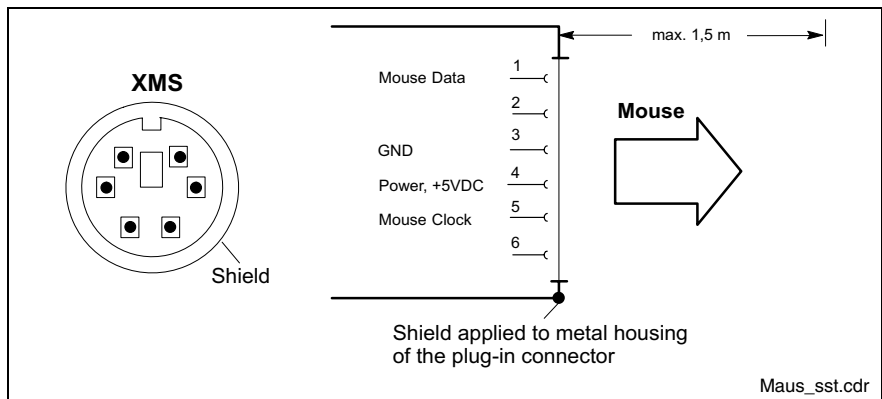 XMS
Shield
max. 1,5 m
Mouse Data
1
2
GND
3
Power, +5VDC
4
Mouse Clock
5
6
Mouse
Shield applied to metal housing
of the plug-in connector
Maus_sst.cdr